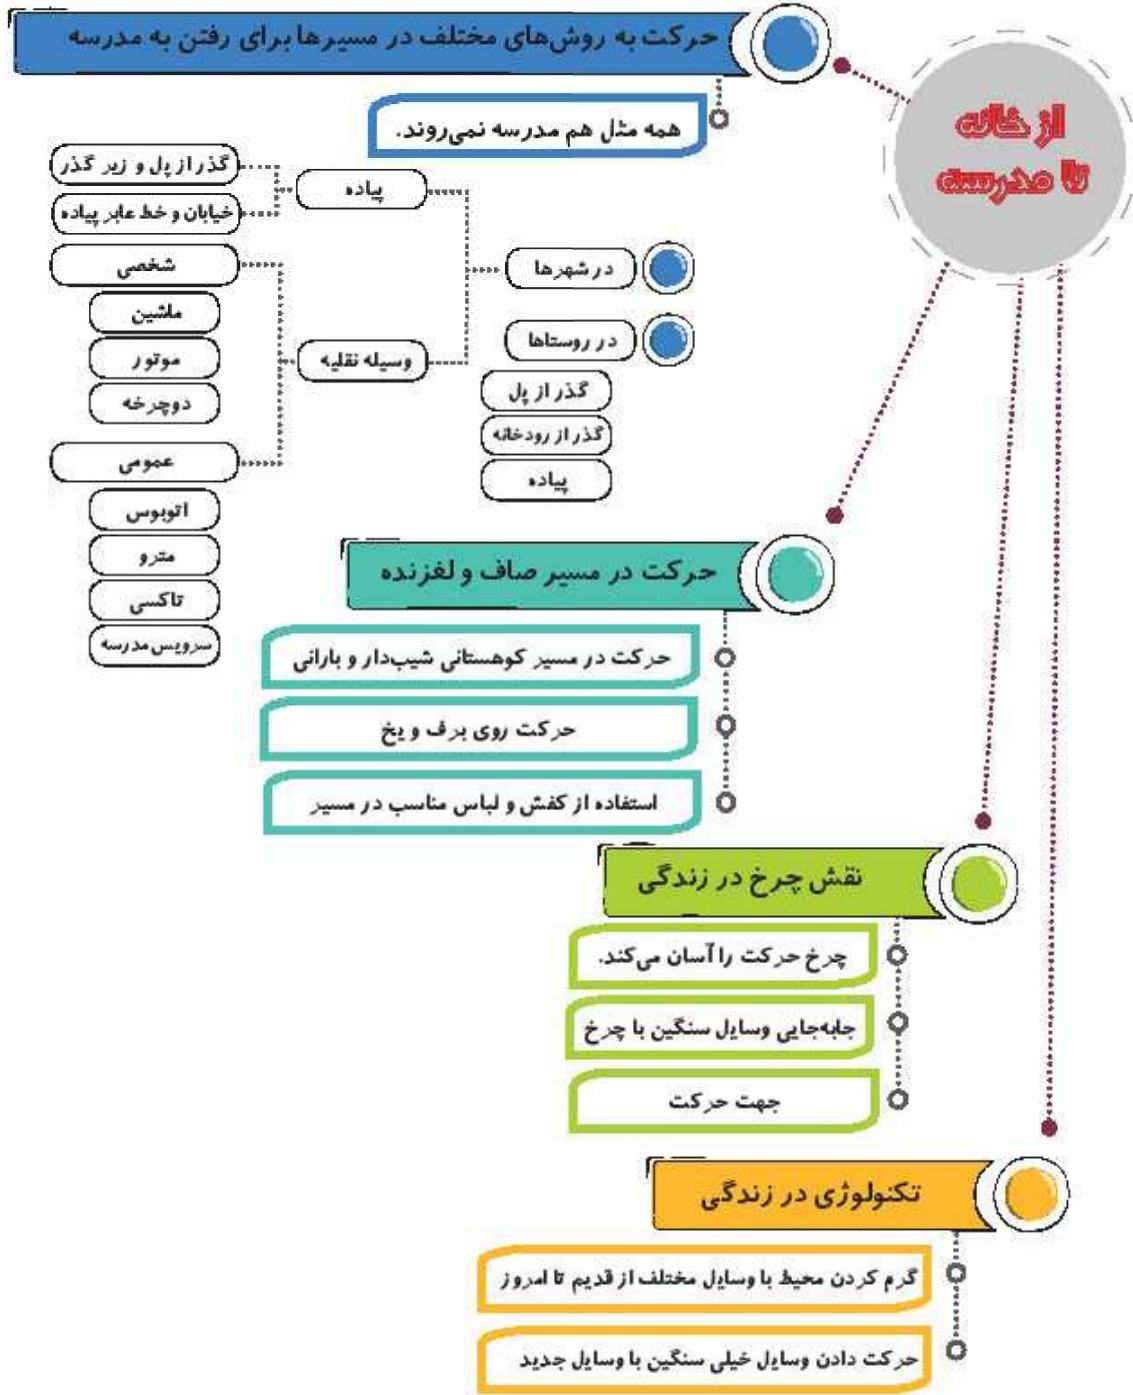 از خانه
تا مدرسه
حرکت به روش‌های مختلف در مسیرها برای رفتن به مدرسه
همه مثل هم مدرسه نمی‌روند.
در شهرها
پیاده
گذر از پل و زیر گذر
خیابان و خط عابر پیاده
وسیله نقلیه
شخصی
ماشین
موتور
دوچرخه
عمومی
اتوبوس
مترو
تاکسی
سرویس مدرسه
در روستاها
گذر از پل
گذر از رودخانه
پیاده
حرکت در مسیر صاف و لغزنده
حرکت در مسیر کوهستانی شیب‌دار و بارانی
حرکت روی برف و یخ
استفاده از کفش و لباس مناسب در مسیر
نقش چرخ در زندگی
چرخ حرکت را آسان می‌کند.
جابه‌جایی وسایل سنگین با چرخ
جهت حرکت
تکنولوژی در زندگی
گرم کردن محیط با وسایل مختلف از قدیم تا امروز
حرکت دادن وسایل خیلی سنگین با وسایل جدید